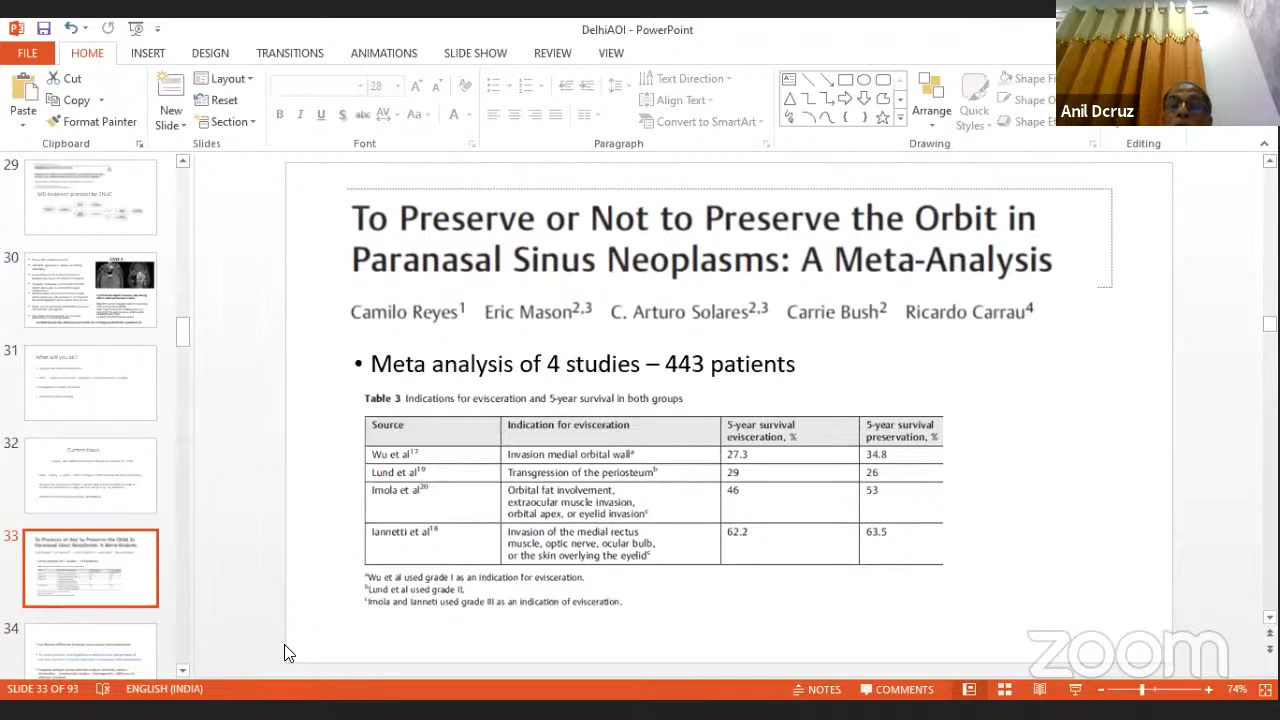 DelhiAOI - PowerPoint
FILE HOME INSERT DESIGN TRANSITIONS ANIMATIONS SLIDE SHOW REVIEW VIEW
Anil Dcruz
Paste
Cut
Copy
Format Painter
Clipboard
New
Slide
Layout
Reset
Section
Slides
28
Font
Text Direction
Align Text
Convert to SmartArt
Paragraph
Arrange
Quick
Styles
Shape
Shape
Shape
Drawing
Editing
29
30
31
What will you do?
32
33
34
To Preserve or Not to Preserve the Orbit in
Paranasal Sinus Neoplasms: A Meta-Analysis
Camilo Reyes1 Eric Mason2,3 C. Arturo Solares2,3 Carrie Bush2 Ricardo Carrau4
• Meta analysis of 4 studies – 443 patients
Table 3 Indications for evisceration and 5-year survival in both groups
Source Indication for evisceration 5-year survival evisceration, % 5-year survival preservation, %
Wu et al17 Invasion medial orbital walla 27.3 34.8
Lund et al19 Transgression of the periosteumb 29 26
Imola et al20 Orbital fat involvement, 46 53
extraocular muscle invasion,
orbital apex, or eyelid invasionc
Iannetti et al18 Invasion of the medial rectus 62.2 63.5
muscle, optic nerve, ocular bulb,
or the skin overlying the eyelidc
aWu et al used grade I as an indication for evisceration.
bLund et al used grade II.
cImola and Ianneti used grade III as an indication of evisceration.
zoom
SLIDE 33 OF 93 ENGLISH (INDIA) NOTES COMMENTS 74%